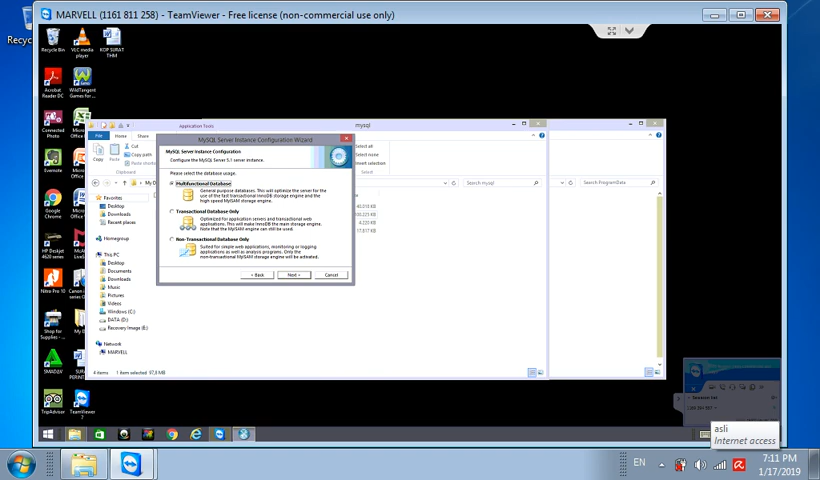 MARVELL (1161 811 258) - TeamViewer - Free license (non-commercial use only)
Recycle Bin
VLC media
player
KOP SURAT
THM
Acrobat
Reader DC
WildTangent
Games for ...
Connected
Photo
Microsoft
Office
Evernote
Google
Chrome
HP Deskjet
4620 series
Nitro Pro 10
Shop for
Supplies - ...
SMADAV
TripAdvisor
TeamViewer
7
Application Tools
mysql
File
Home
Share
Copy
Paste
Cut
Copy path
Clipboard
Select all
Select none
Invert selection
Select
Search mysql
Search ProgramData
Favorites
Desktop
Downloads
Recent places
Homegroup
This PC
Desktop
Documents
Downloads
Music
Pictures
Videos
Windows (C:)
DATA (D:)
Recovery Image (E:)
Network
MARVELL
4 items
1 item selected 97,9 MB
MySQL Server Instance Configuration Wizard
MySQL Server Instance Configuration
Configure the MySQL Server 5.1 server instance.
Please select the database usage.
Multifunctional Database
General purpose databases. This will optimize the server for the
use of the fast transactional InnoDB storage engine and the
high speed MyISAM storage engine.
Transactional Database Only
Optimized for application servers and transactional web
applications. This will make InnoDB the main storage engine.
Note that the MyISAM engine can still be used.
Non-Transactional Database Only
Suited for simple web applications, monitoring or logging
applications as well as analysis programs. Only the
non-transactional MyISAM storage engine will be activated.
< Back
Next >
Cancel
Session list
asli
Internet access
EN
7:11 PM
1/17/2019